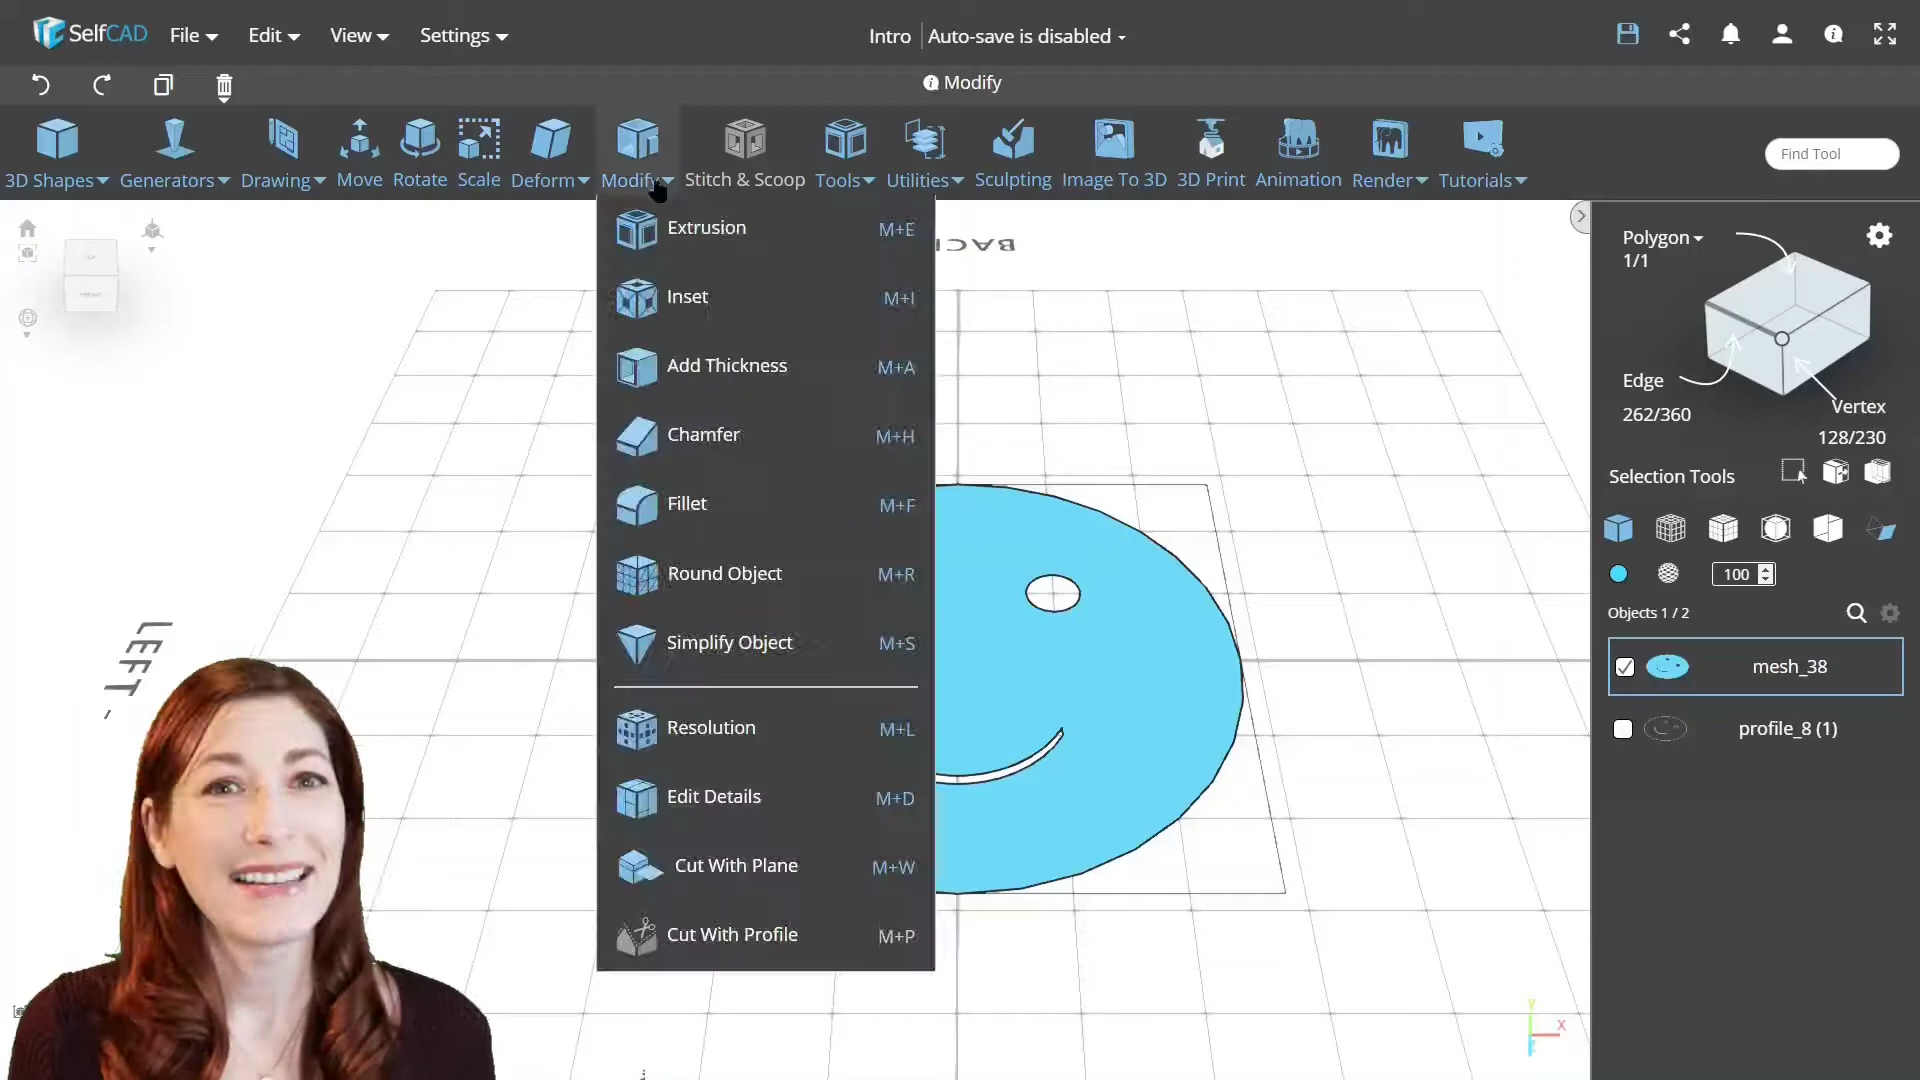 SelfCAD File Edit View Settings Intro Auto-save is disabled
Modify
3D Shapes Generators Drawing Move Rotate Scale Deform Modify Stitch & Scoop Tools Utilities Sculpting Image To 3D 3D Print Animation Render Tutorials Find Tool
Extrusion M+E
Inset M+I
Add Thickness M+A
Chamfer M+H
Fillet M+F
Round Object M+R
Simplify Object M+S
Resolution M+L
Edit Details M+D
Cut With Plane M+W
Cut With Profile M+P
LEFT
Polygon
1/1
Edge
262/360
Vertex
128/230
Selection Tools
100
Objects 1 / 2
mesh_38
profile_8 (1)
Y
X